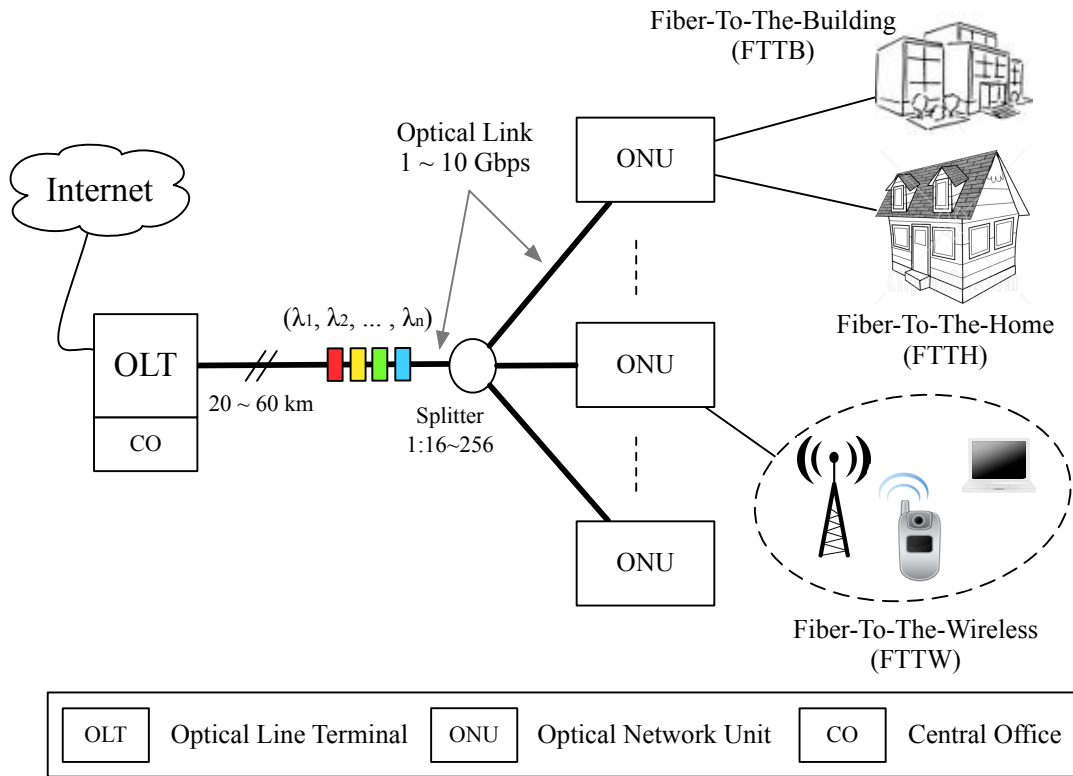 Fiber-To-The-Building
(FTTB)
Optical Link
1 ~ 10 Gbps
ONU
Internet
(λ1, λ2, ... , λn)
Fiber-To-The-Home
(FTTH)
OLT
ONU
20 ~ 60 km
Splitter
1:16~256
CO
ONU
Fiber-To-The-Wireless
(FTTW)
OLT Optical Line Terminal ONU Optical Network Unit CO Central Office